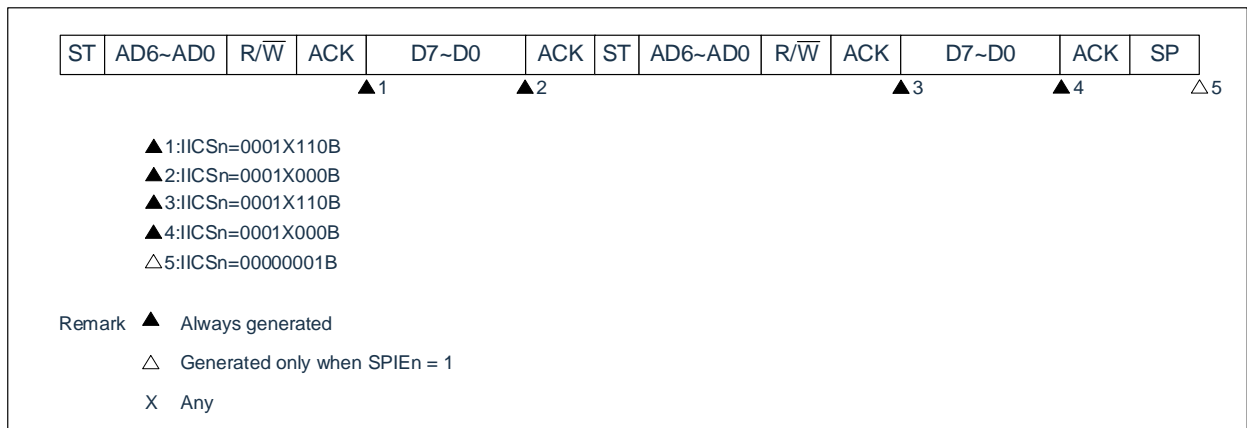 ST AD6~AD0 R/W̅ ACK D7~D0 ACK ST AD6~AD0 R/W̅ ACK D7~D0 ACK SP
▲1 ▲2 ▲3 ▲4 △5
▲1:IICSn=0001X110B
▲2:IICSn=0001X000B
▲3:IICSn=0001X110B
▲4:IICSn=0001X000B
△5:IICSn=00000001B
Remark ▲ Always generated
△ Generated only when SPIEn = 1
X Any